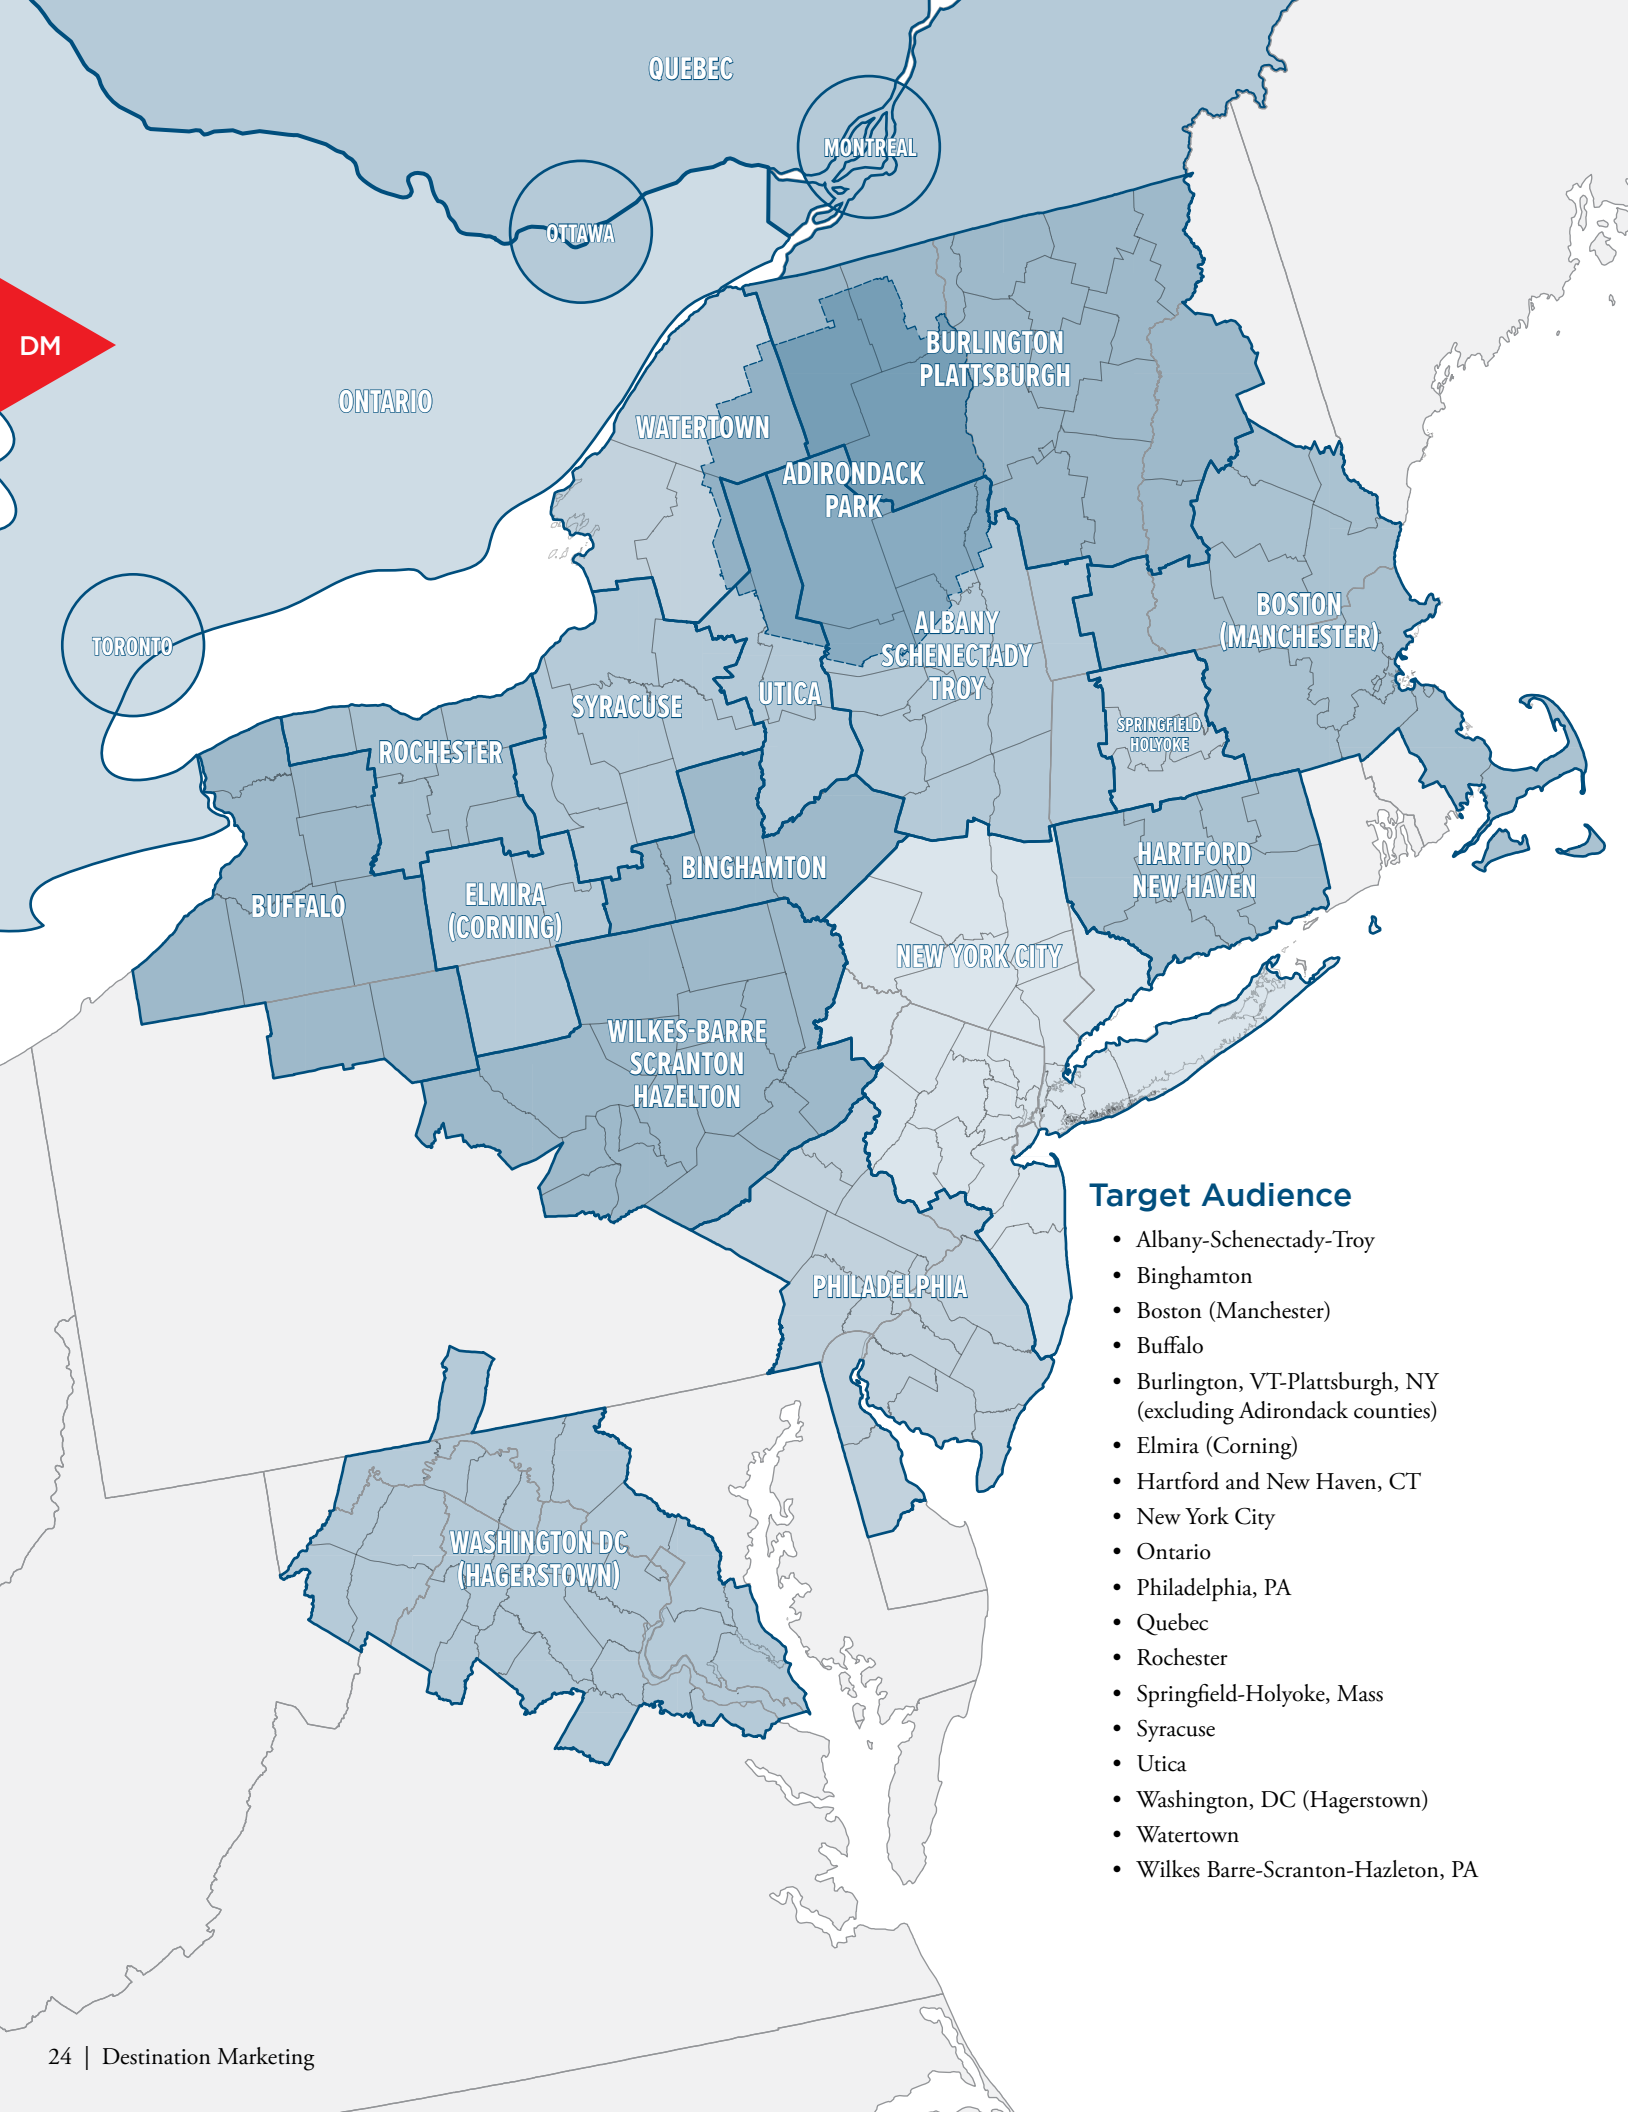 QUEBEC
MONTREAL
OTTAWA
DM
BURLINGTON
PLATTSBURGH
ONTARIO
WATERTOWN
ADIRONDACK
PARK
BOSTON
(MANCHESTER)
ALBANY
SCHENECTADY
TROY
TORONTO
UTICA
SYRACUSE
SPRINGFIELD
HOLYOKE
ROCHESTER
HARTFORD
NEW HAVEN
BINGHAMTON
ELMIRA
(CORNING)
BUFFALO
NEW YORK CITY
WILKES-BARRE
SCRANTON
HAZELTON
PHILADELPHIA
WASHINGTON DC
(HAGERSTOWN)
Target Audience
• Albany-Schenectady-Troy
• Binghamton
• Boston (Manchester)
• Buffalo
• Burlington, VT-Plattsburgh, NY
(excluding Adirondack counties)
• Elmira (Corning)
• Hartford and New Haven, CT
• New York City
• Ontario
• Philadelphia, PA
• Quebec
• Rochester
• Springfield-Holyoke, Mass
• Syracuse
• Utica
• Washington, DC (Hagerstown)
• Watertown
• Wilkes Barre-Scranton-Hazleton, PA
24 | Destination Marketing